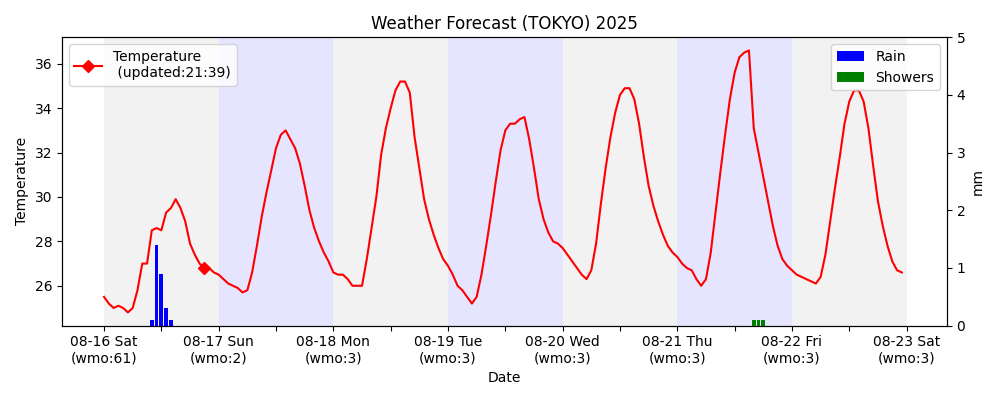 Weather Forecast (TOKYO) 2025
Temperature
(updated:21:39)
Rain
Showers
Temperature
36
34
32
30
28
26
5
4
3
2
1
0
mm
08-16 Sat
(wmo:61)
08-17 Sun
(wmo:2)
08-18 Mon
(wmo:3)
08-19 Tue
(wmo:3)
08-20 Wed
(wmo:3)
08-21 Thu
(wmo:3)
08-22 Fri
(wmo:3)
08-23 Sat
(wmo:3)
Date